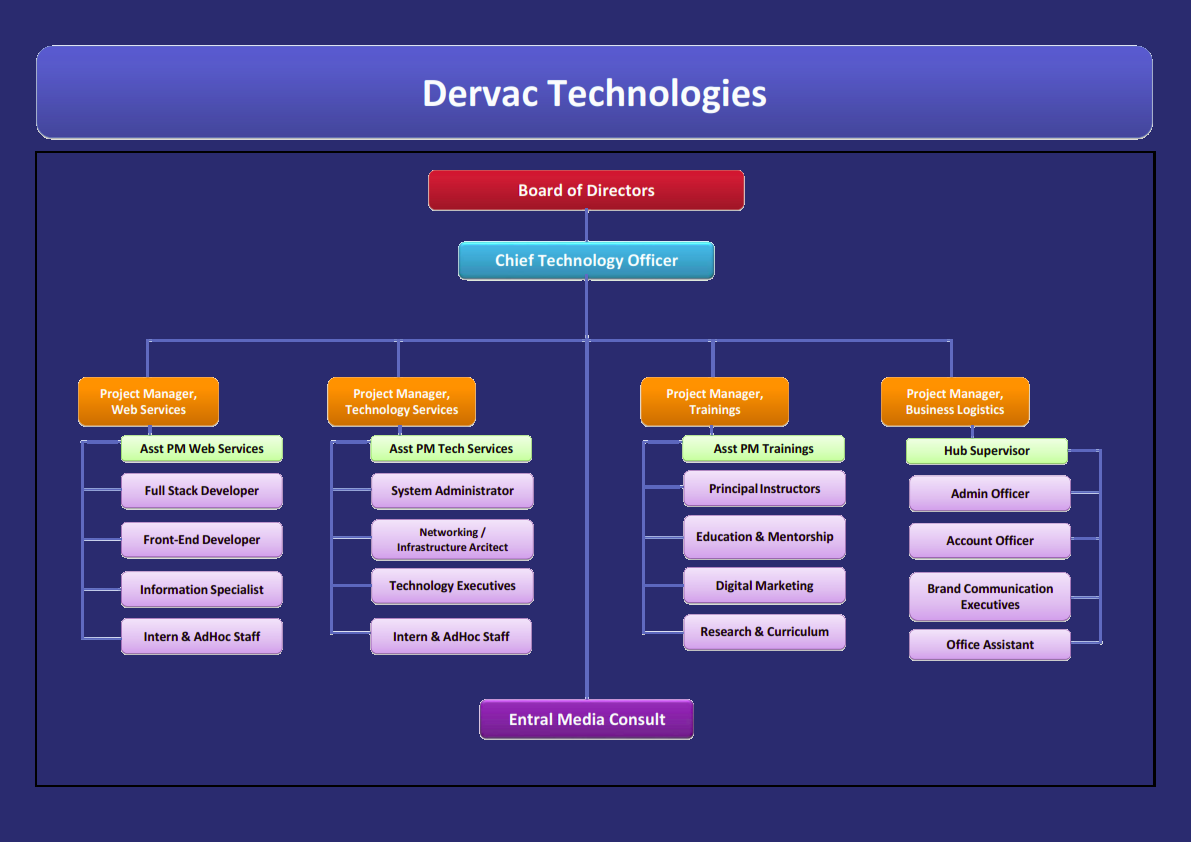 Dervac Technologies
Board of Directors
Chief Technology Officer
Project Manager,
Web Services
Asst PM Web Services
Full Stack Developer
Front-End Developer
Information Specialist
Intern & AdHoc Staff
Project Manager,
Technology Services
Asst PM Tech Services
System Administrator
Networking /
Infrastructure Arcitect
Technology Executives
Intern & AdHoc Staff
Project Manager,
Trainings
Asst PM Trainings
Principal Instructors
Education & Mentorship
Digital Marketing
Research & Curriculum
Project Manager,
Business Logistics
Hub Supervisor
Admin Officer
Account Officer
Brand Communication
Executives
Office Assistant
Entral Media Consult